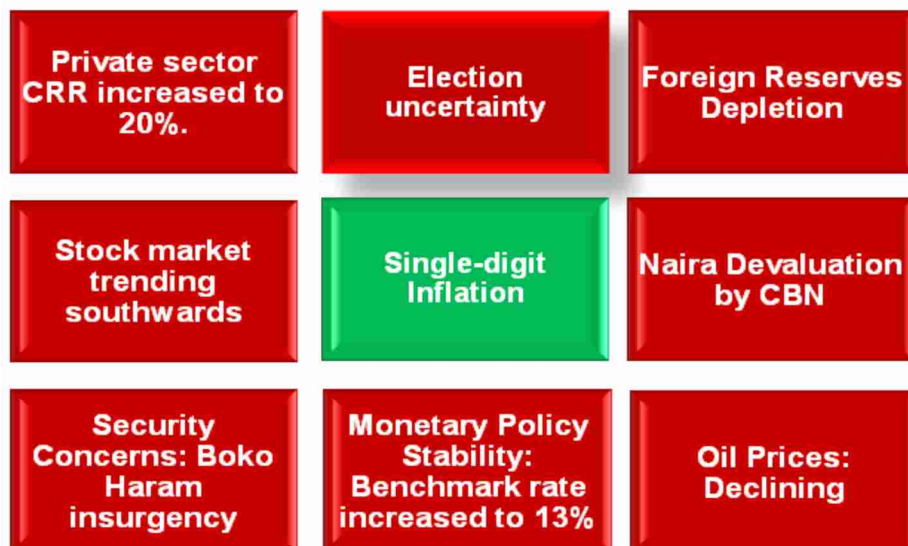 Private sector
CRR increased to
20%.
Election
uncertainty
Foreign Reserves
Depletion
Stock market
trending
southwards
Single-digit
Inflation
Naira Devaluation
by CBN
Security
Concerns: Boko
Haram
insurgency
Monetary Policy
Stability:
Benchmark rate
increased to 13%
Oil Prices:
Declining